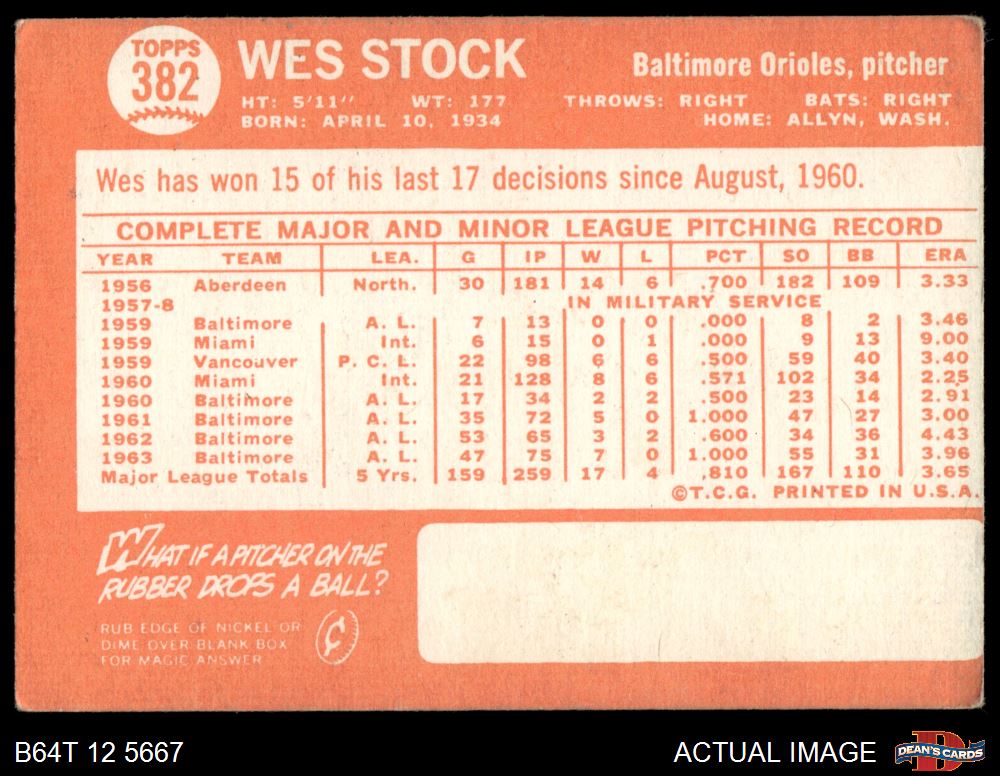 TOPPS
382
WES STOCK
Baltimore Orioles, pitcher
HT: 5'11" WT: 177 THROWS: RIGHT BATS: RIGHT
BORN: APRIL 10, 1934 HOME: ALLYN, WASH.
Wes has won 15 of his last 17 decisions since August, 1960.
COMPLETE MAJOR AND MINOR LEAGUE PITCHING RECORD
YEAR TEAM LEA. G IP W L PCT SO BB ERA
1956 Aberdeen North. 30 181 14 6 .700 182 109 3.33
1957-8 IN MILITARY SERVICE
1959 Baltimore A. L. 7 13 0 0 .000 8 2 3.46
1959 Miami Int. 6 15 0 1 .000 9 13 9.00
1959 Vancouver P. C. L. 22 98 6 6 .500 59 40 3.40
1960 Miami Int. 21 128 8 6 .571 102 34 2.25
1960 Baltimore A. L. 17 34 2 2 .500 23 14 2.91
1961 Baltimore A. L. 35 72 5 0 1.000 47 27 3.00
1962 Baltimore A. L. 53 65 3 2 .600 34 36 4.43
1963 Baltimore A. L. 47 75 7 0 1.000 55 31 3.96
Major League Totals 5 Yrs. 159 259 17 4 .810 167 110 3.65
©T.C.G. PRINTED IN U.S.A.
WHAT IF A PITCHER ON THE
RUBBER DROPS A BALL?
RUB EDGE OF NICKEL OR
DIME OVER BLANK BOX
FOR MAGIC ANSWER
¢
B64T 12 5667
ACTUAL IMAGE
DEAN'S CARDS